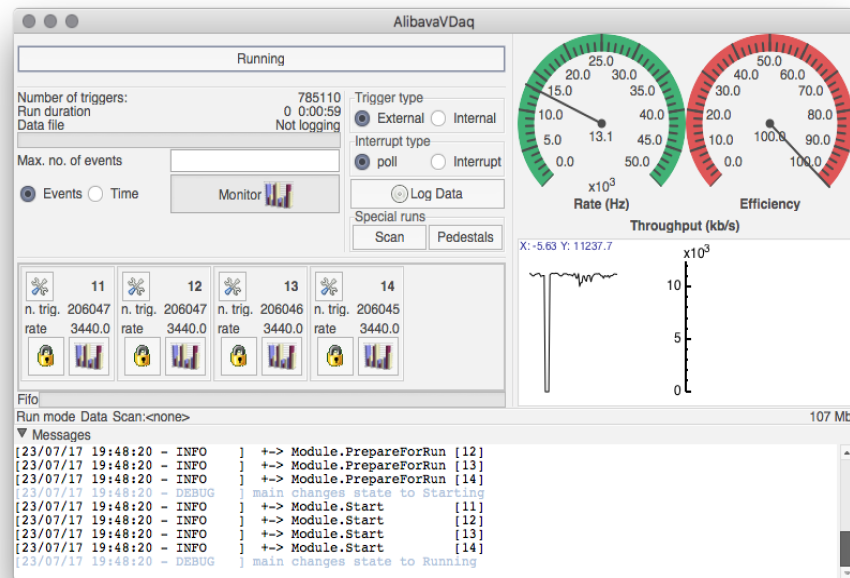 AlibavaVDaq
Running
Number of triggers: 785110
Run duration 0 0:00:59
Data file Not logging
Max. no. of events
Events Time
Monitor
Trigger type
External Internal
Interrupt type
poll Interrupt
Log Data
Special runs
Scan Pedestals
0.0 5.0 10.0 15.0 20.0 25.0 30.0 35.0 40.0 45.0 50.0
13.1
x10³
Rate (Hz)
0.0 10.0 20.0 30.0 40.0 50.0 60.0 70.0 80.0 90.0 100.0
100.0
Efficiency
Throughput (kb/s)
X: -5.63 Y: 11237.7
x10³
10
5
0
11 12 13 14
n. trig. 206047 n. trig. 206047 n. trig. 206046 n. trig. 206045
rate 3440.0 rate 3440.0 rate 3440.0 rate 3440.0
Fifo
Run mode Data Scan:<none> 107 Mb
Messages
[23/07/17 19:48:20 - INFO ] +-> Module.PrepareForRun [12]
[23/07/17 19:48:20 - INFO ] +-> Module.PrepareForRun [13]
[23/07/17 19:48:20 - INFO ] +-> Module.PrepareForRun [14]
[23/07/17 19:48:20 - DEBUG ] main changes state to Starting
[23/07/17 19:48:20 - INFO ] +-> Module.Start [11]
[23/07/17 19:48:20 - INFO ] +-> Module.Start [12]
[23/07/17 19:48:20 - INFO ] +-> Module.Start [13]
[23/07/17 19:48:20 - INFO ] +-> Module.Start [14]
[23/07/17 19:48:20 - DEBUG ] main changes state to Running